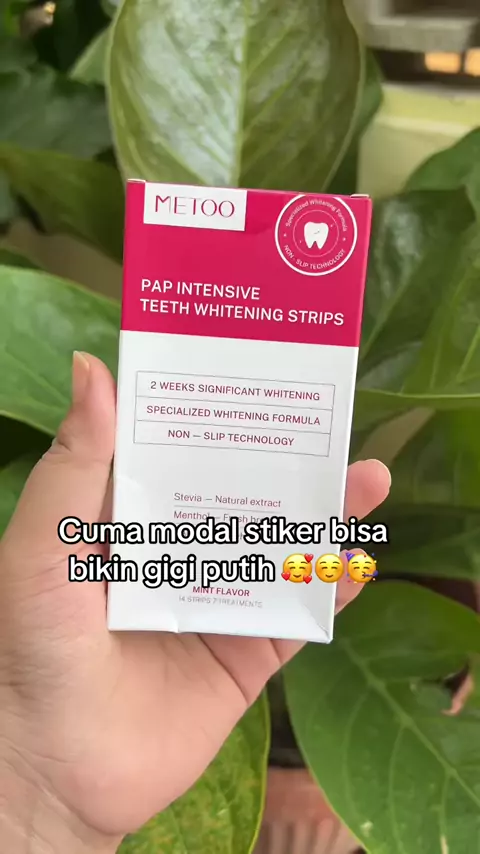 METOO
Specialized Whitening Formula
NON - SLIP TECHNOLOGY
PAP INTENSIVE
TEETH WHITENING STRIPS
2 WEEKS SIGNIFICANT WHITENING
SPECIALIZED WHITENING FORMULA
NON — SLIP TECHNOLOGY
Stevia — Natural extract
Menthol — Fresh
Cuma modal stiker bisa
bikin gigi putih 🥰☺️🥳
MINT FLAVOR
14 STRIPS 7 TREATMENTS